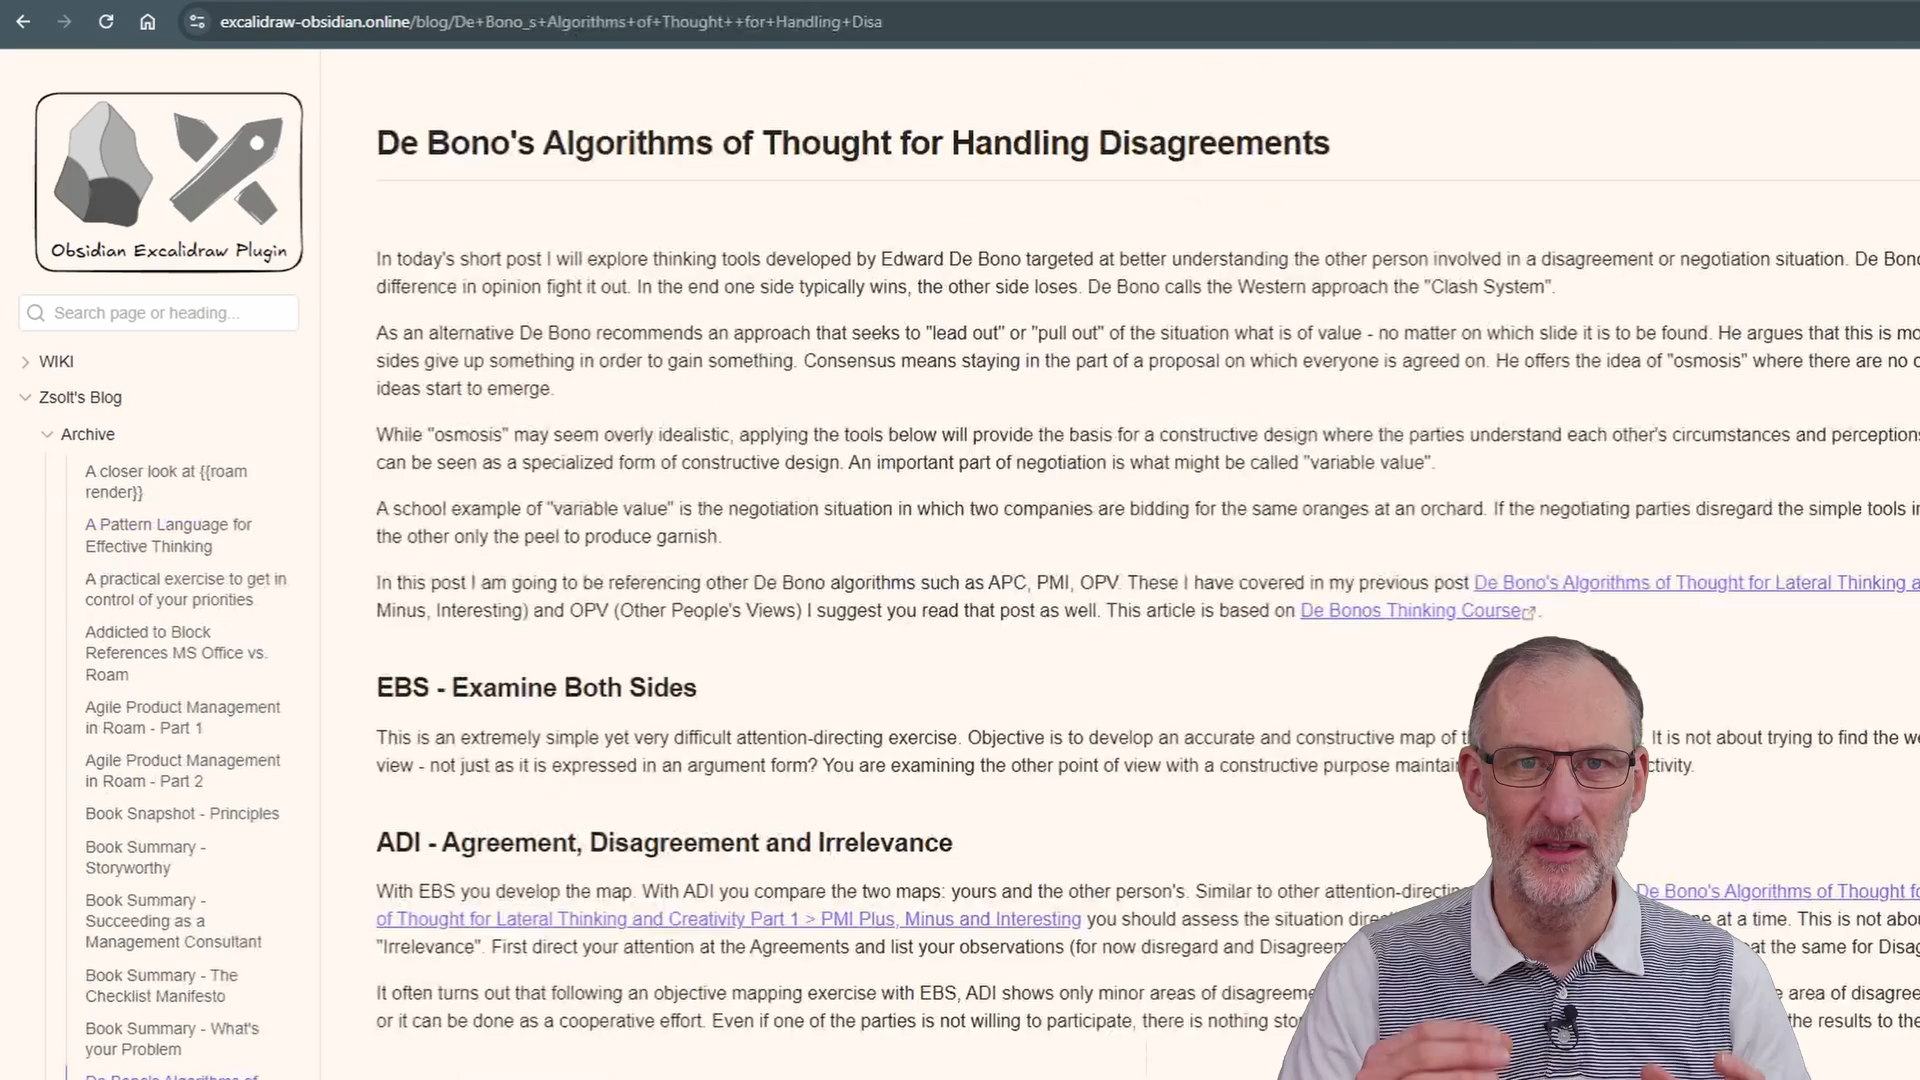 excalidraw-obsidian.online/blog/De+Bono_s+Algorithms+of+Thought++for+Handling+Disa
Obsidian Excalidraw Plugin
Search page or heading...
WIKI
Zsolt's Blog
Archive
A closer look at {{roam
render}}
A Pattern Language for
Effective Thinking
A practical exercise to get in
control of your priorities
Addicted to Block
References MS Office vs.
Roam
Agile Product Management
in Roam - Part 1
Agile Product Management
in Roam - Part 2
Book Snapshot - Principles
Book Summary -
Storyworthy
Book Summary -
Succeeding as a
Management Consultant
Book Summary - The
Checklist Manifesto
Book Summary - What's
your Problem
De Bono's Algorithms of
De Bono's Algorithms of Thought for Handling Disagreements
In today's short post I will explore thinking tools developed by Edward De Bono targeted at better understanding the other person involved in a disagreement or negotiation situation. De Bono
difference in opinion fight it out. In the end one side typically wins, the other side loses. De Bono calls the Western approach the "Clash System".
As an alternative De Bono recommends an approach that seeks to "lead out" or "pull out" of the situation what is of value - no matter on which slide it is to be found. He argues that this is mo
sides give up something in order to gain something. Consensus means staying in the part of a proposal on which everyone is agreed on. He offers the idea of "osmosis" where there are no
ideas start to emerge.
While "osmosis" may seem overly idealistic, applying the tools below will provide the basis for a constructive design where the parties understand each other's circumstances and perceptions
can be seen as a specialized form of constructive design. An important part of negotiation is what might be called "variable value".
A school example of "variable value" is the negotiation situation in which two companies are bidding for the same oranges at an orchard. If the negotiating parties disregard the simple tools
the other only the peel to produce garnish.
In this post I am going to be referencing other De Bono algorithms such as APC, PMI, OPV. These I have covered in my previous post De Bono's Algorithms of Thought for Lateral Thinking a
Minus, Interesting) and OPV (Other People's Views) I suggest you read that post as well. This article is based on De Bonos Thinking Course.
EBS - Examine Both Sides
This is an extremely simple yet very difficult attention-directing exercise. Objective is to develop an accurate and constructive map of t It is not about trying to find the we
view - not just as it is expressed in an argument form? You are examining the other point of view with a constructive purpose maintai ctivity.
ADI - Agreement, Disagreement and Irrelevance
With EBS you develop the map. With ADI you compare the two maps: yours and the other person's. Similar to other attention-directin De Bono's Algorithms of Thought fo
of Thought for Lateral Thinking and Creativity Part 1 > PMI Plus, Minus and Interesting you should assess the situation dire e at a time. This is not abou
"Irrelevance". First direct your attention at the Agreements and list your observations (for now disregard and Disagreem at the same for Disag
It often turns out that following an objective mapping exercise with EBS, ADI shows only minor areas of disagreeme e area of disagree
or it can be done as a cooperative effort. Even if one of the parties is not willing to participate, there is nothing sto the results to the